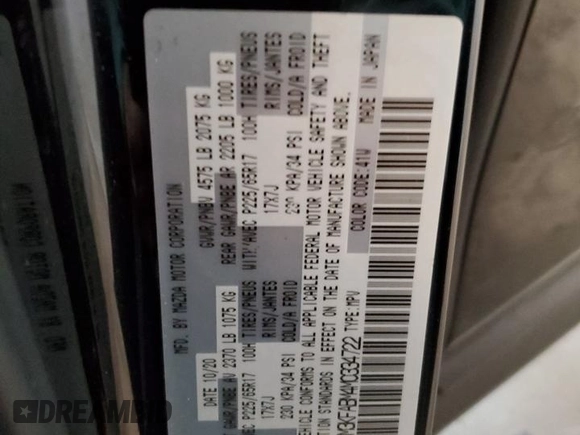 MFD. BY MAZDA MOTOR CORPORATION
DATE 10/20 GVWR/PNBV 4575 LB 2075 KG
GAWR/PNBE AV 2370 LB 1075 KG REAR GAWR/PNBE AR 2205 LB 1000 KG
P225/65R17 100H TIRES/PNEUS WITH/AVEC P225/65R17 100H TIRES/PNEUS
17X7J RIMS/JANTES 17X7J RIMS/JANTES
230 KPA/34 PSI COLD/A FROID 230 KPA/34 PSI COLD/A FROID
VEHICLE CONFORMS TO ALL APPLICABLE FEDERAL MOTOR VEHICLE SAFETY AND THEFT
STANDARDS IN EFFECT ON THE DATE OF MANUFACTURE SHOWN ABOVE.
M3KFABM4M0334722 TYPE:MPV COLOR CODE:41W MADE IN JAPAN
DREAMBID